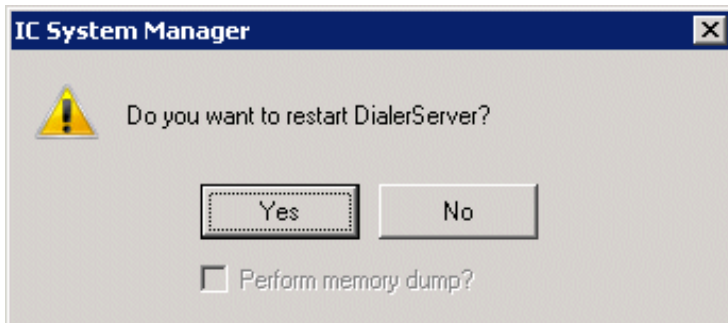 IC System Manager
Do you want to restart DialerServer?
Yes No
Perform memory dump?